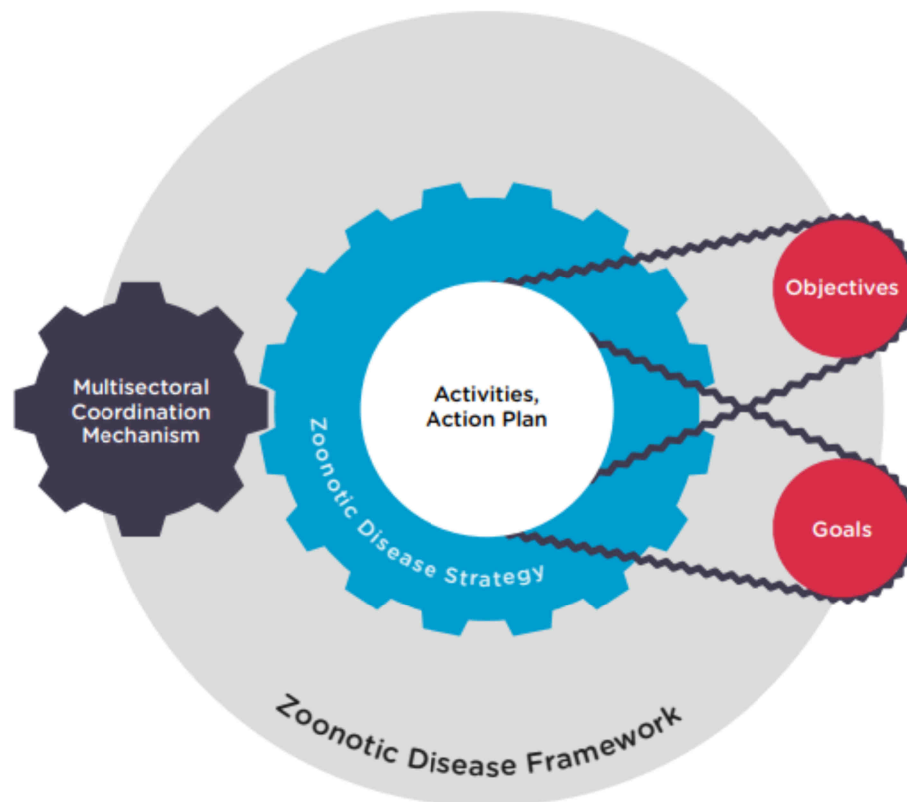 Objectives
Multisectoral
Coordination
Mechanism
Activities,
Action Plan
Zoonotic Disease Strategy
Goals
Zoonotic Disease Framework